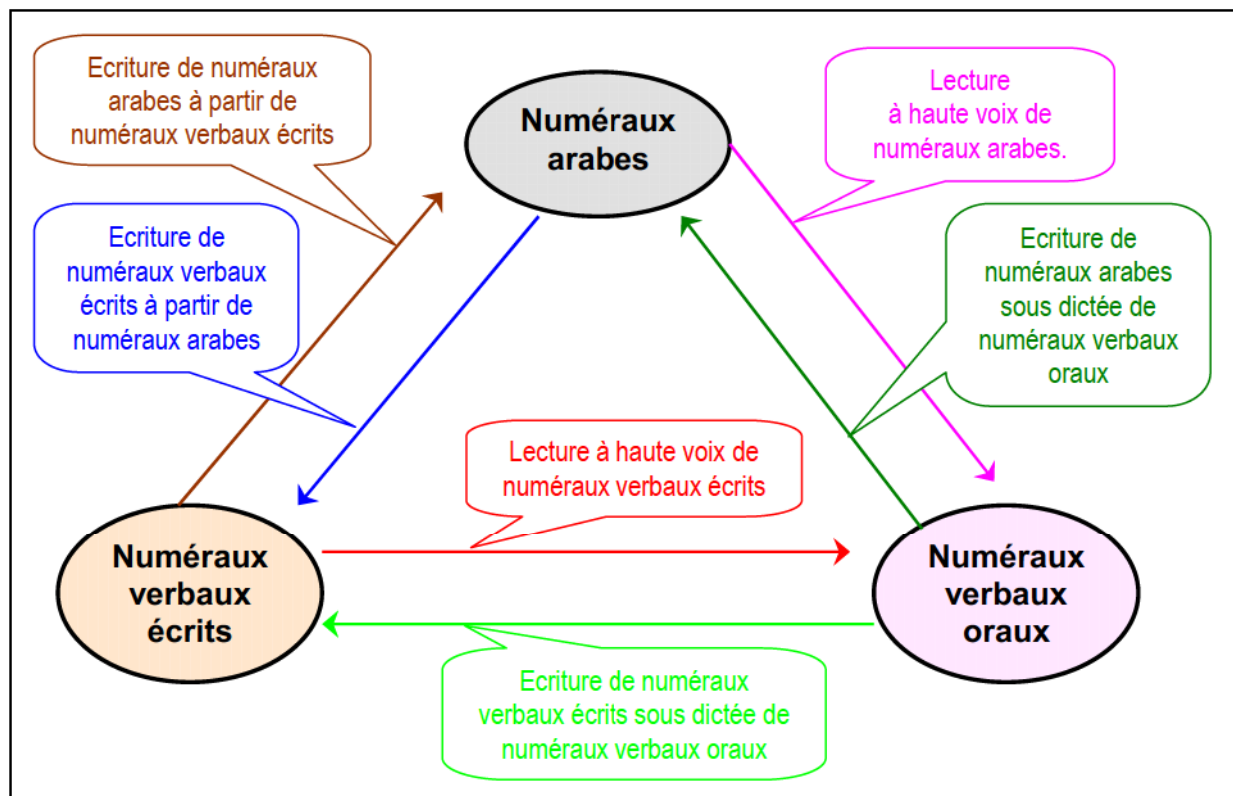 Ecriture de numéraux
arabes à partir de
numéraux verbaux écrits
Numéraux
arabes
Lecture
à haute voix de
numéraux arabes.
Ecriture de
numéraux verbaux
écrits à partir de
numéraux arabes
Ecriture de
numéraux arabes
sous dictée de
numéraux verbaux
oraux
Lecture à haute voix de
numéraux verbaux écrits
Numéraux
verbaux
écrits
Numéraux
verbaux
oraux
Ecriture de numéraux
verbaux écrits sous dictée de
numéraux verbaux oraux